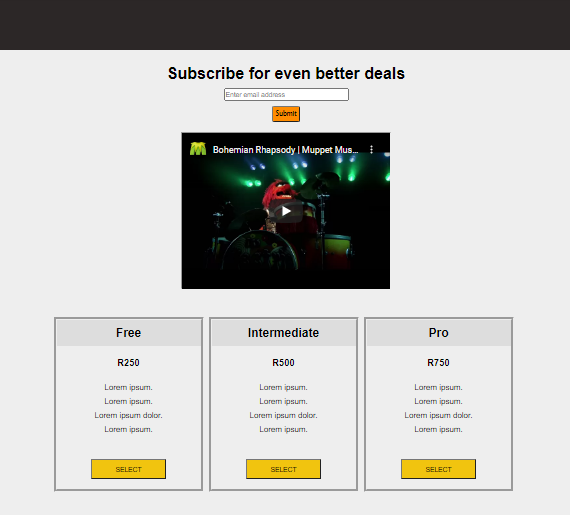 Subscribe for even better deals
Enter email address
Submit
Bohemian Rhapsody | Muppet Mus...
Free
R250
Lorem ipsum.
Lorem ipsum.
Lorem ipsum dolor.
Lorem ipsum.
SELECT
Intermediate
R500
Lorem ipsum.
Lorem ipsum.
Lorem ipsum dolor.
Lorem ipsum.
SELECT
Pro
R750
Lorem ipsum.
Lorem ipsum.
Lorem ipsum dolor.
Lorem ipsum.
SELECT